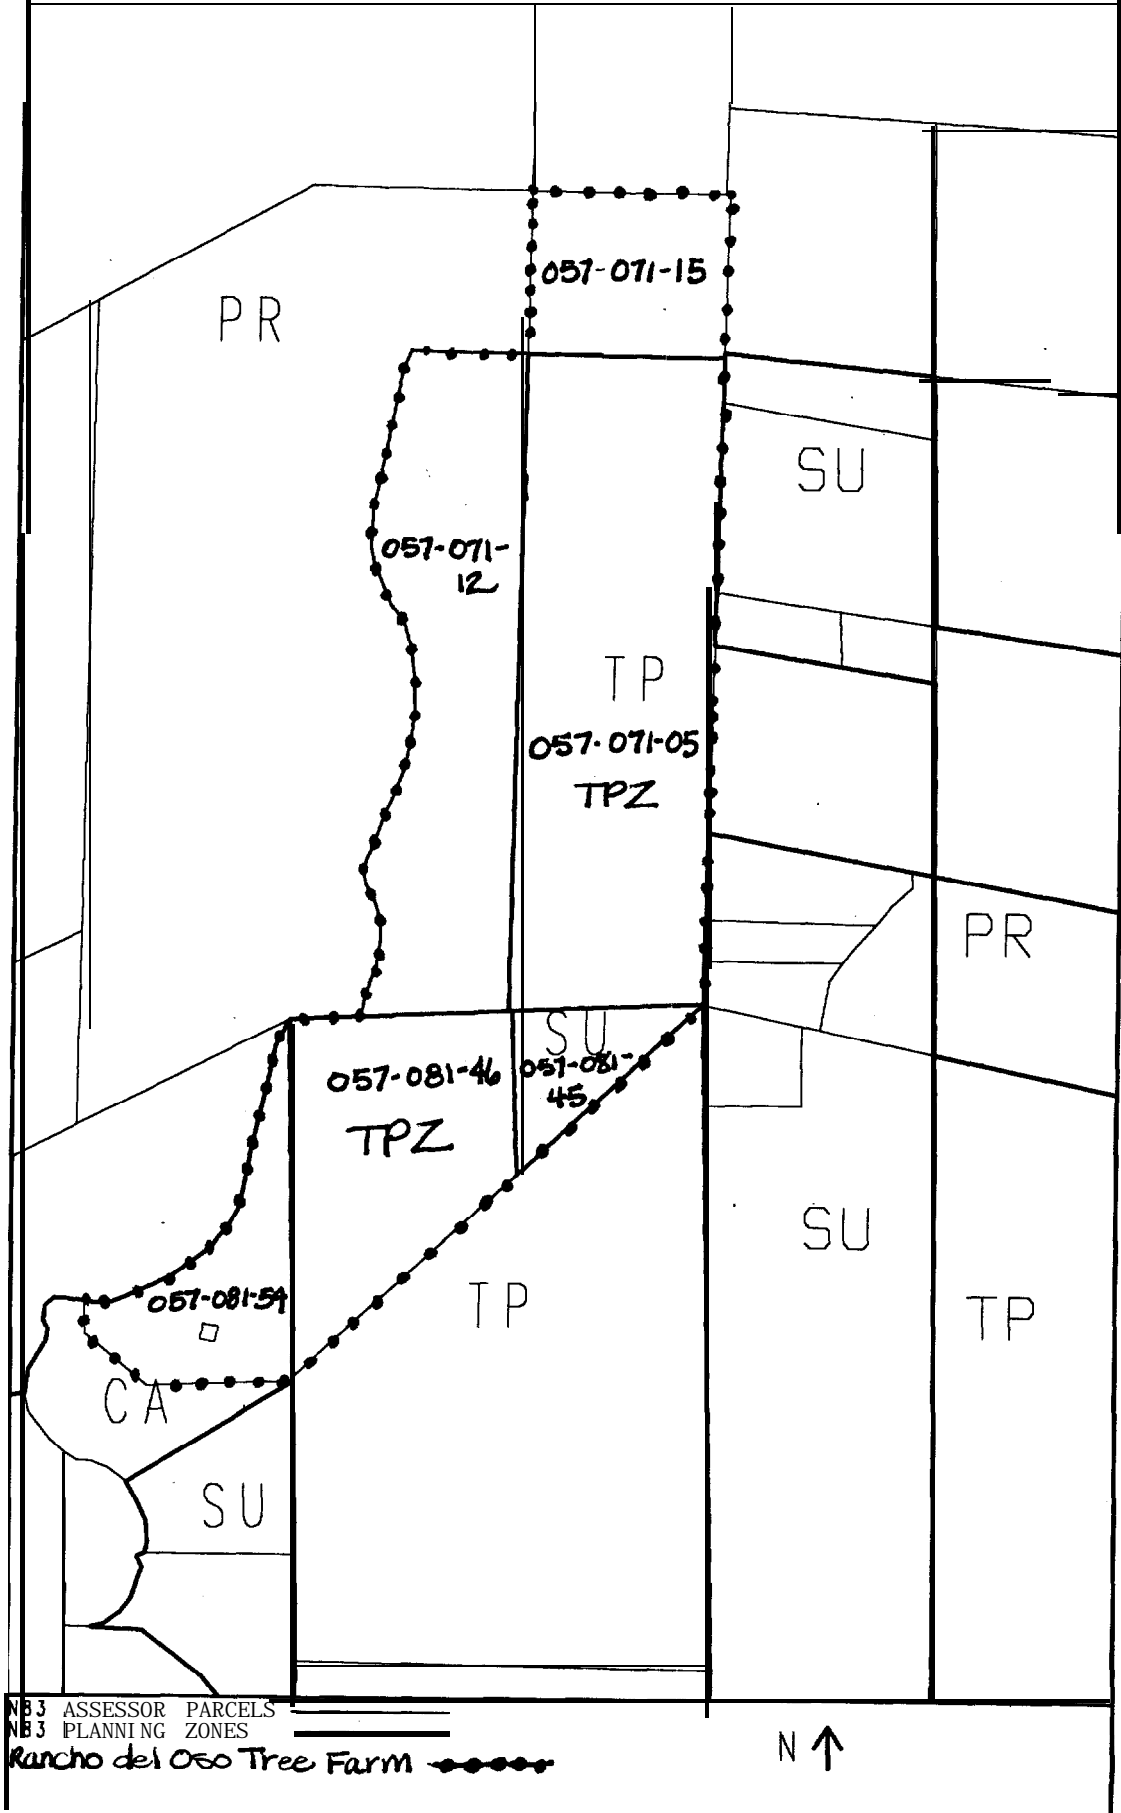 057-071-15
PR
SU
057-071-
12
TP
057-071-05
TPZ
PR
SU
057-081-46
057-081-
45
TPZ
SU
057-081-54
TP
TP
CA
SU
N83 ASSESSOR PARCELS
N83 PLANNING ZONES
Rancho del Oso Tree Farm
N